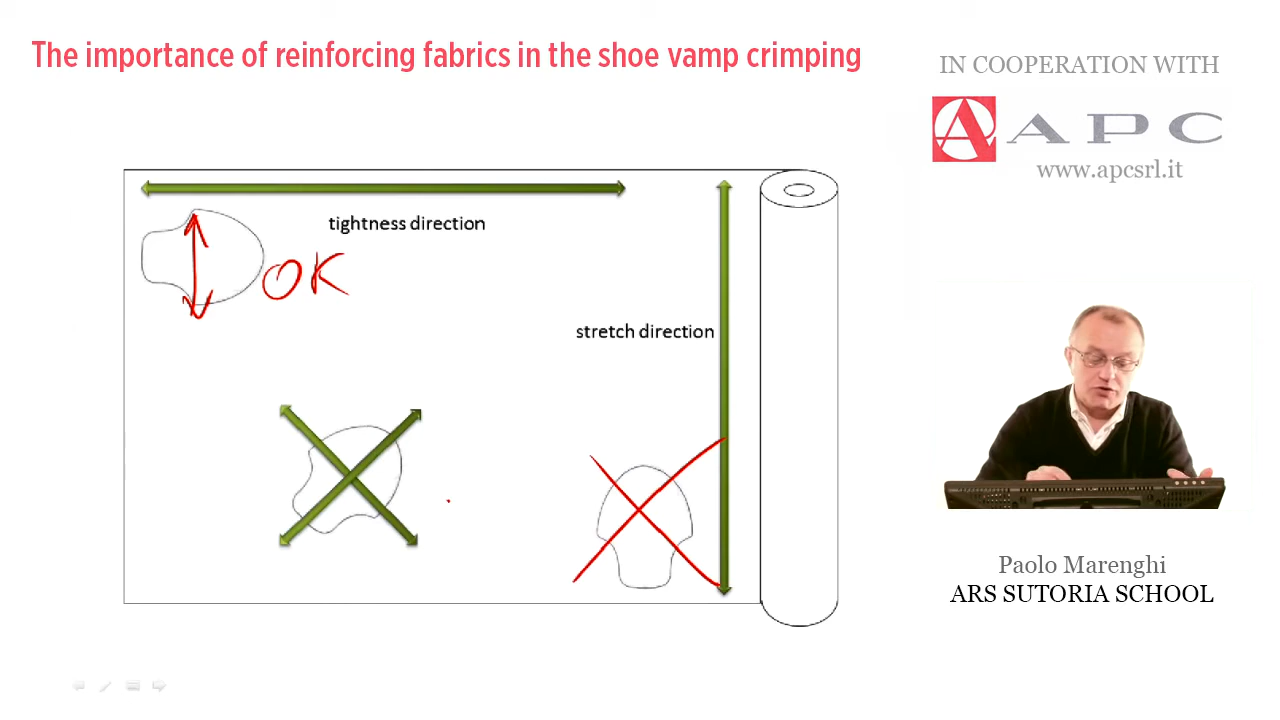 The importance of reinforcing fabrics in the shoe vamp crimping
IN COOPERATION WITH
A APC
www.apcsrl.it
tightness direction
OK
stretch direction
Paolo Marenghi
ARS SUTORIA SCHOOL